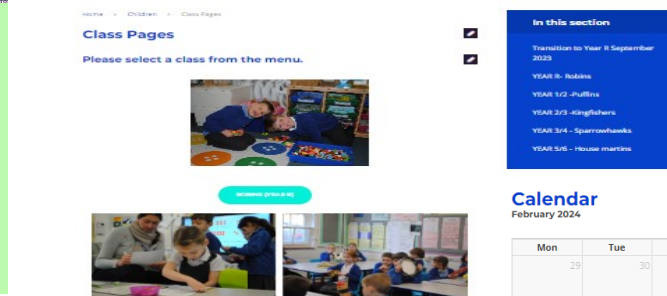 Home > Children > Class Pages
Class Pages
Please select a class from the menu.
ROBINS (YEAR R)
In this section
Transition to Year R September
2023
YEAR R- Robins
YEAR 1/2 -Puffins
YEAR 2/3 -Kingfishers
YEAR 3/4 - Sparrowhawks
YEAR 5/6 - House martins
Calendar
February 2024
Mon Tue
29 30